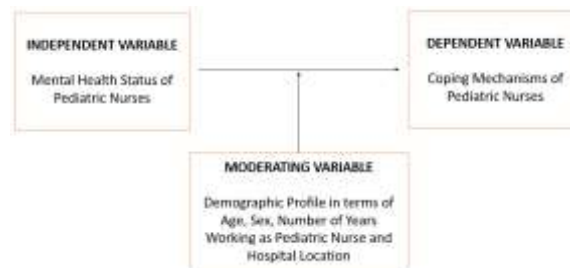 INDEPENDENT VARIABLE
Mental Health Status of
Pediatric Nurses
DEPENDENT VARIABLE
Coping Mechanisms of
Pediatric Nurses
MODERATING VARIABLE
Demographic Profile in terms of
Age, Sex, Number of Years
Working as Pediatric Nurse and
Hospital Location